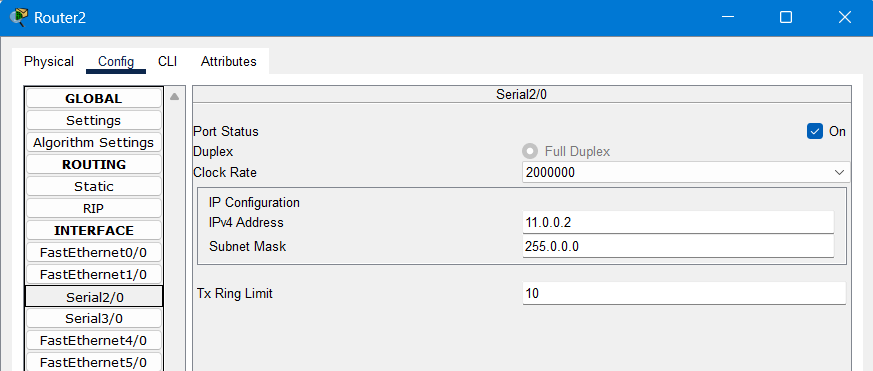 Router2
Physical Config CLI Attributes
GLOBAL
Settings
Algorithm Settings
ROUTING
Static
RIP
INTERFACE
FastEthernet0/0
FastEthernet1/0
Serial2/0
Serial3/0
FastEthernet4/0
FastEthernet5/0
Serial2/0
Port Status On
Duplex Full Duplex
Clock Rate 2000000
IP Configuration
IPv4 Address 11.0.0.2
Subnet Mask 255.0.0.0
Tx Ring Limit 10